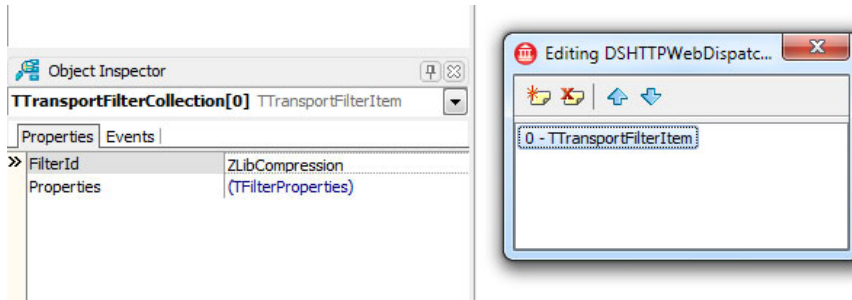 Object Inspector
TTransportFilterCollection[0] TTransportFilterItem
Properties Events
FilterId ZLibCompression
Properties (TFilterProperties)
Editing DSHTTPWebDispatc...
0 - TTransportFilterItem